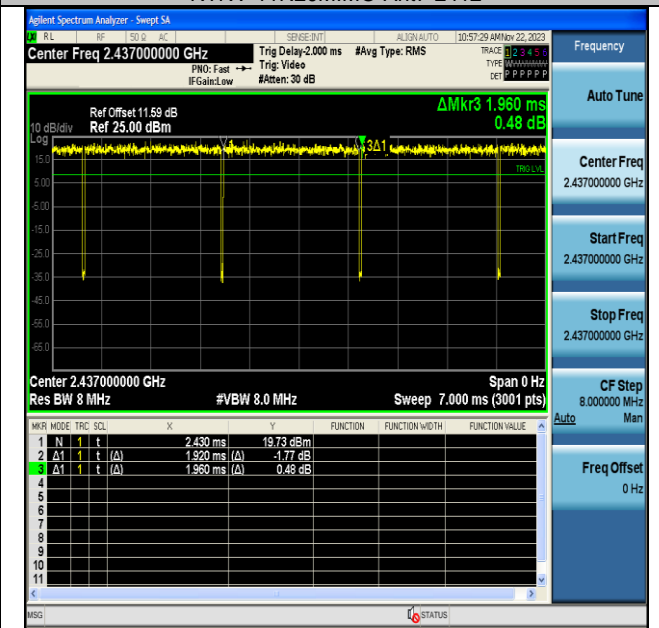 Agilent Spectrum Analyzer - Swept SA
RL RF 50 Ω AC SENSE:INT ALIGN AUTO 10:57:29 AM Nov 22, 2023
Center Freq 2.437000000 GHz Trig Delay-2.000 ms #Avg Type: RMS TRACE 1 2 3 4 5 6 Frequency
PNO: Fast Trig: Video TYPE WWWWWW
IFGain:Low #Atten: 30 dB DET P P P P P P
Auto Tune
Ref Offset 11.59 dB ΔMkr3 1.960 ms
10 dB/div Ref 25.00 dBm 0.48 dB
Log
3Δ1
15.0
TRIG LVL
5.00
-5.00
-15.0
-25.0
-35.0
-45.0
-55.0
-65.0
Center Freq
2.437000000 GHz
Start Freq
2.437000000 GHz
Stop Freq
2.437000000 GHz
Center 2.437000000 GHz Span 0 Hz
Res BW 8 MHz #VBW 8.0 MHz Sweep 7.000 ms (3001 pts)
CF Step
8.000000 MHz
Auto Man
MKR MODE TRC SCL X Y FUNCTION FUNCTION WIDTH FUNCTION VALUE
1 N 1 t 2.430 ms 19.73 dBm
2 Δ1 1 t (Δ) 1.920 ms (Δ) -1.77 dB
3 Δ1 1 t (Δ) 1.960 ms (Δ) 0.48 dB
4
5
6
7
8
9
10
11
Freq Offset
0 Hz
MSG STATUS